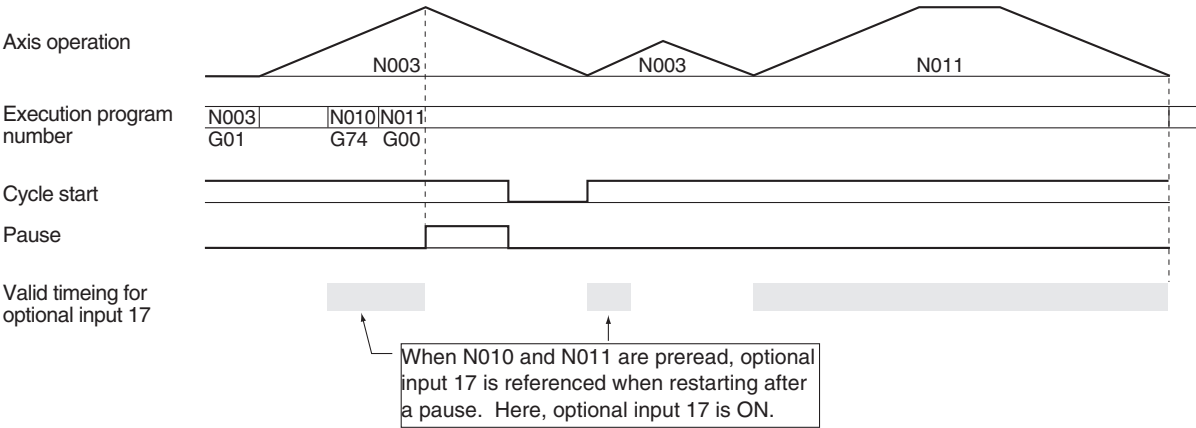 Axis operation
N003
N003
N011
Execution program
number
N003
N010
N011
G01
G74
G00
Cycle start
Pause
Valid timeing for
optional input 17
When N010 and N011 are preread, optional
input 17 is referenced when restarting after
a pause.  Here, optional input 17 is ON.